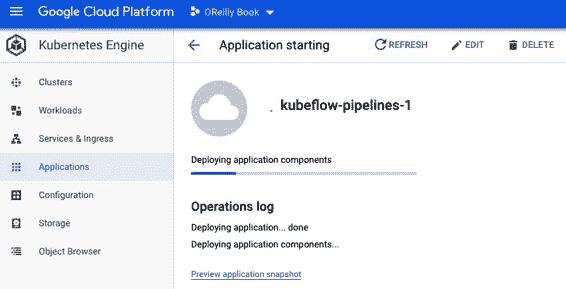 Google Cloud Platform
OReilly Book
Kubernetes Engine
Application starting
REFRESH
EDIT
DELETE
Clusters
Workloads
Services & Ingress
Applications
Configuration
Storage
Object Browser
kubeflow-pipelines-1
Deploying application components
Operations log
Deploying application... done
Deploying application components...
Preview application snapshot